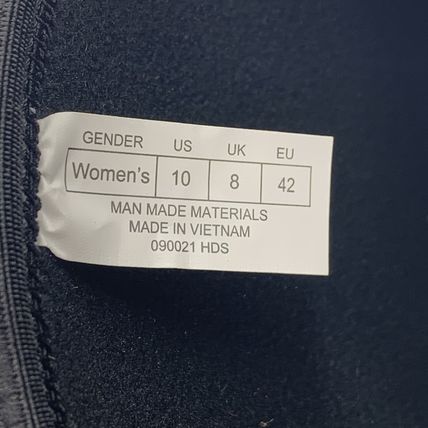 GENDER US UK EU
Women's 10 8 42
MAN MADE MATERIALS
MADE IN VIETNAM
090021 HDS